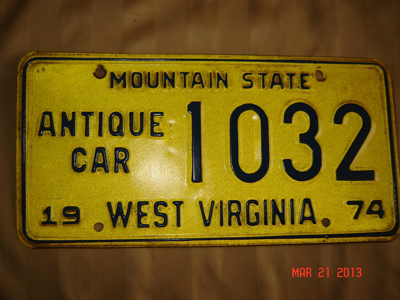 MOUNTAIN STATE
ANTIQUE CAR 1032
19 WEST VIRGINIA 74
MAR 21 2013